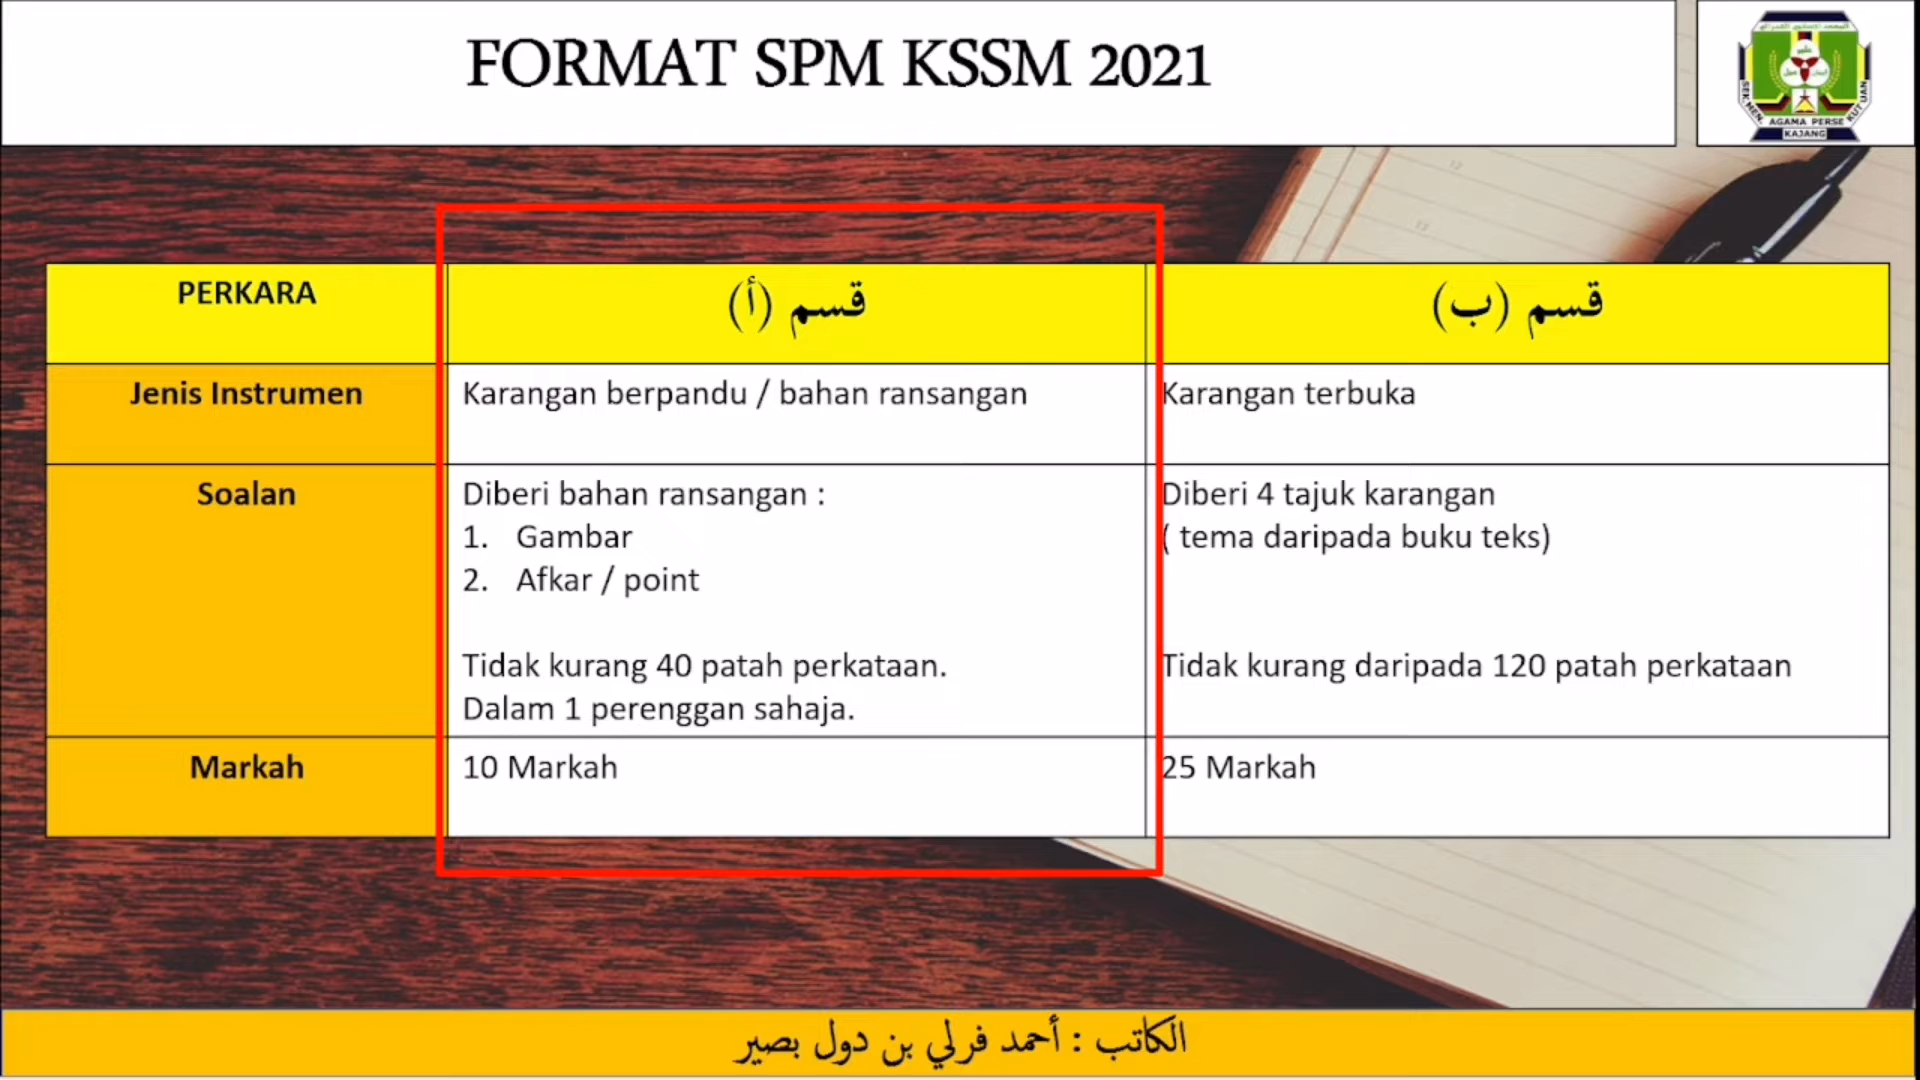 FORMAT SPM KSSM 2021
SEK. MEN. AGAMA PERSEKUTUAN
KAJANG
PERKARA
قسم (أ)
قسم (ب)
Jenis Instrumen
Karangan berpandu / bahan ransangan
Karangan terbuka
Soalan
Diberi bahan ransangan :
1. Gambar
2. Afkar / point
Tidak kurang 40 patah perkataan.
Dalam 1 perenggan sahaja.
Diberi 4 tajuk karangan
( tema daripada buku teks)
Tidak kurang daripada 120 patah perkataan
Markah
10 Markah
25 Markah
الكاتب : أحمد فرلي بن دول بصير